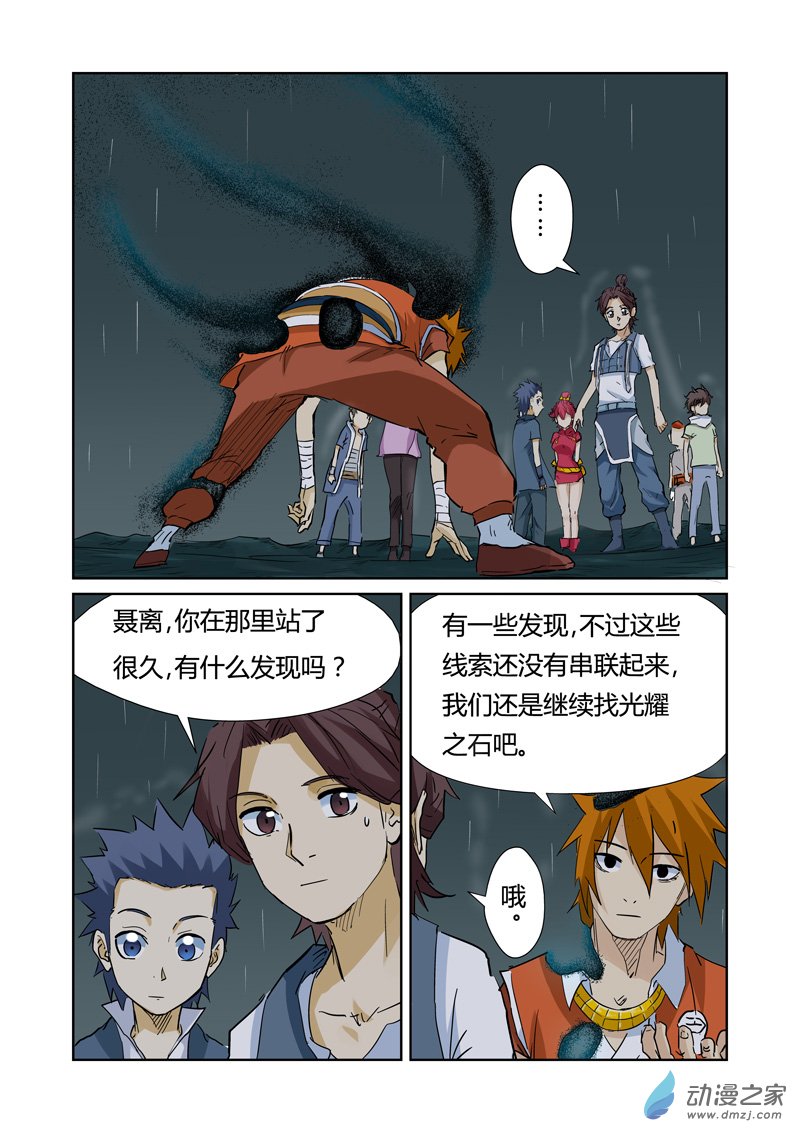 ……
聂离，你在那里站了
很久，有什么发现吗？
有一些发现，不过这些
线索还没有串联起来，
我们还是继续找光耀
之石吧。
哦。
动漫之家
www.dmzj.com